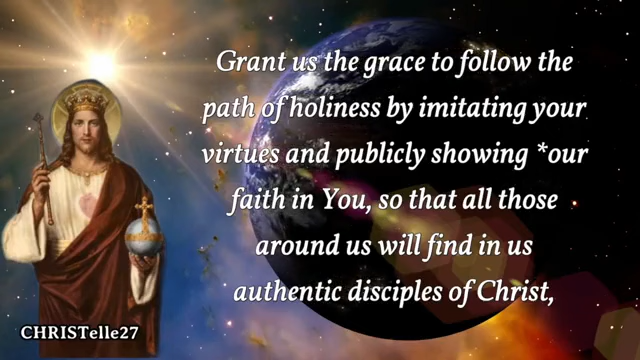 Grant us the grace to follow the
path of holiness by imitating your
virtues and publicly showing *our
faith in You, so that all those
around us will find in us
authentic disciples of Christ,
CHRISTelle27